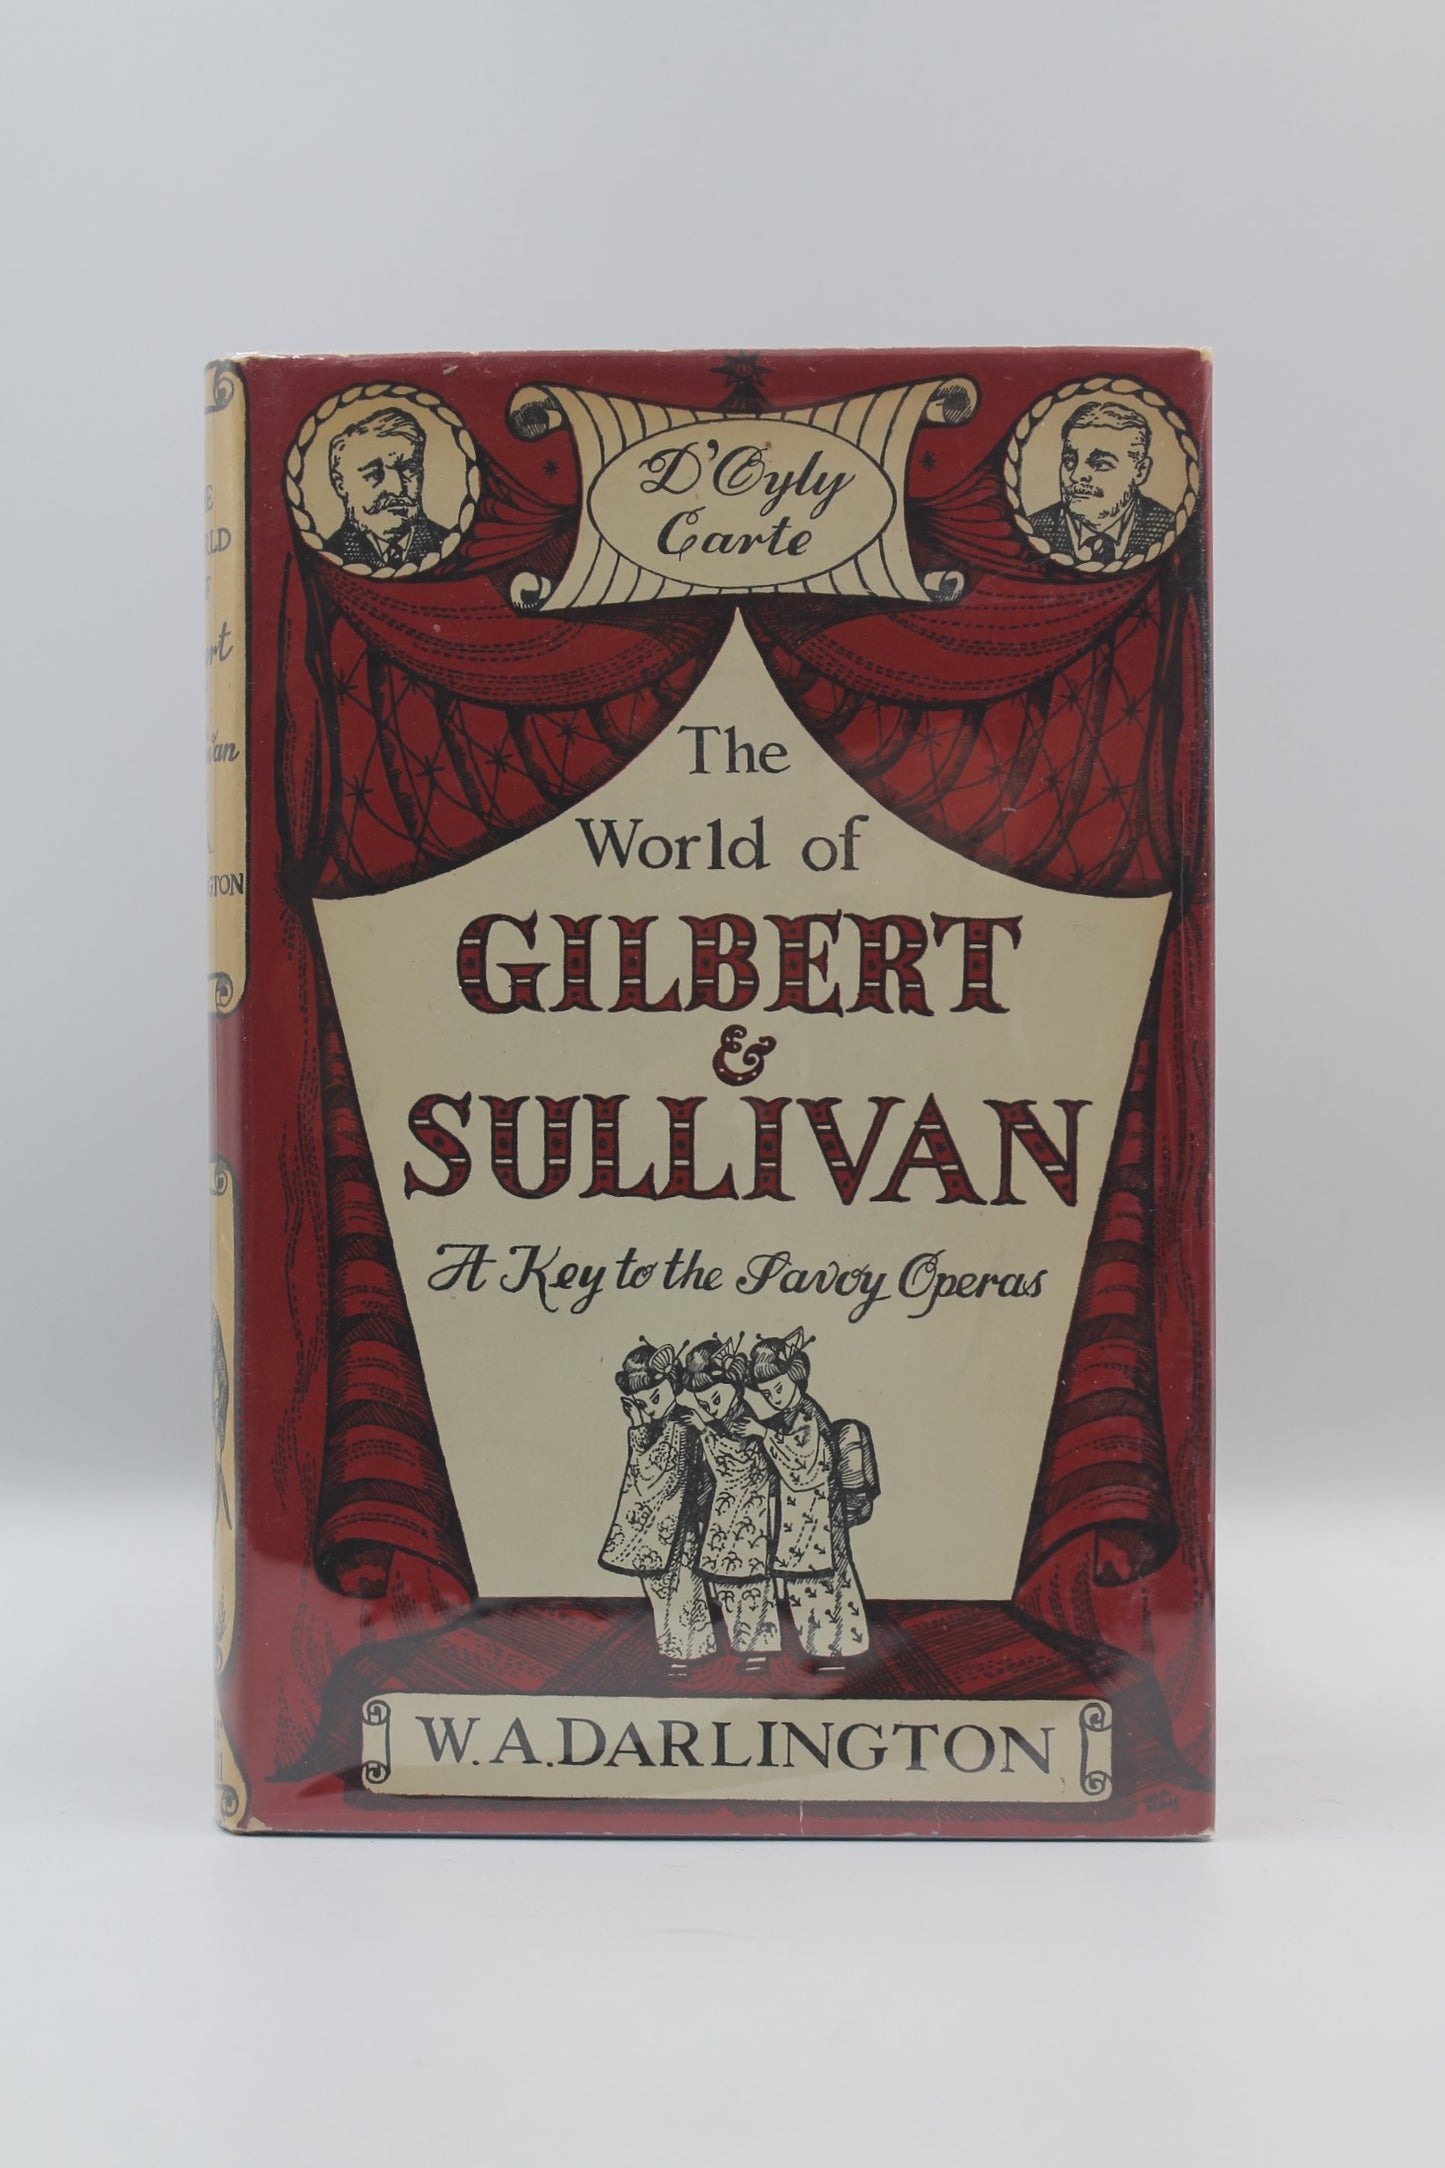 D'Oyly
Carte
The
World of
GILBERT
&
SULLIVAN
A Key to the Savoy Operas
W.A.DARLINGTON